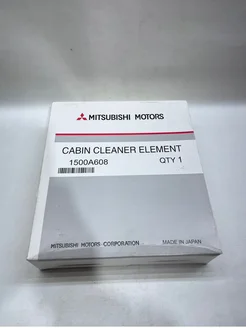 MITSUBISHI MOTORS
CABIN CLEANER ELEMENT
1500A608 QTY 1
MITSUBISHI MOTORS CORPORATION MADE IN JAPAN